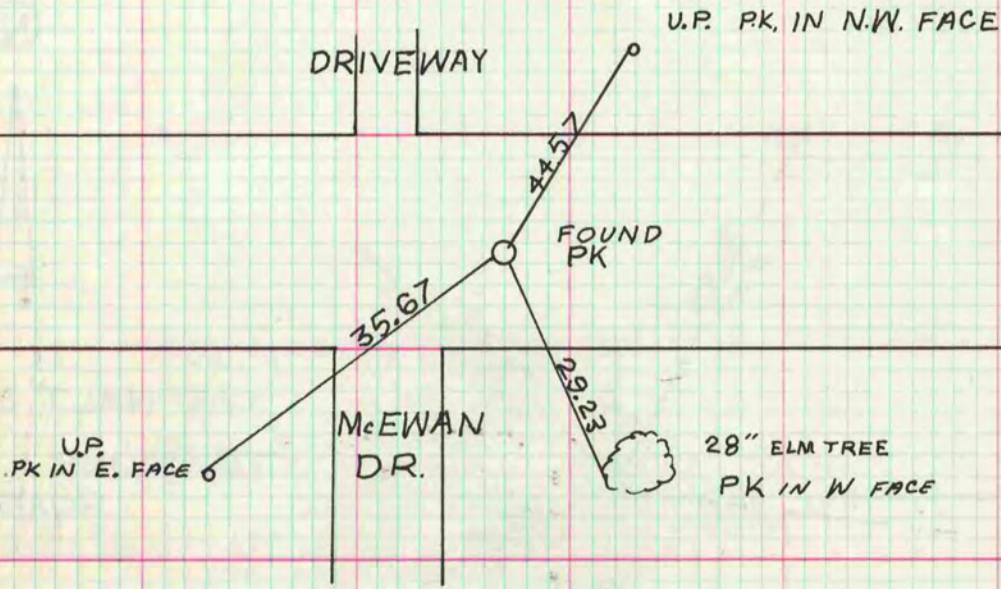 U.P. PK. IN N.W. FACE
DRIVEWAY
44.57
FOUND
PK
35.67
29.23
McEWAN
DR.
U.P.
PK IN E. FACE
28" ELM TREE
PK IN W FACE